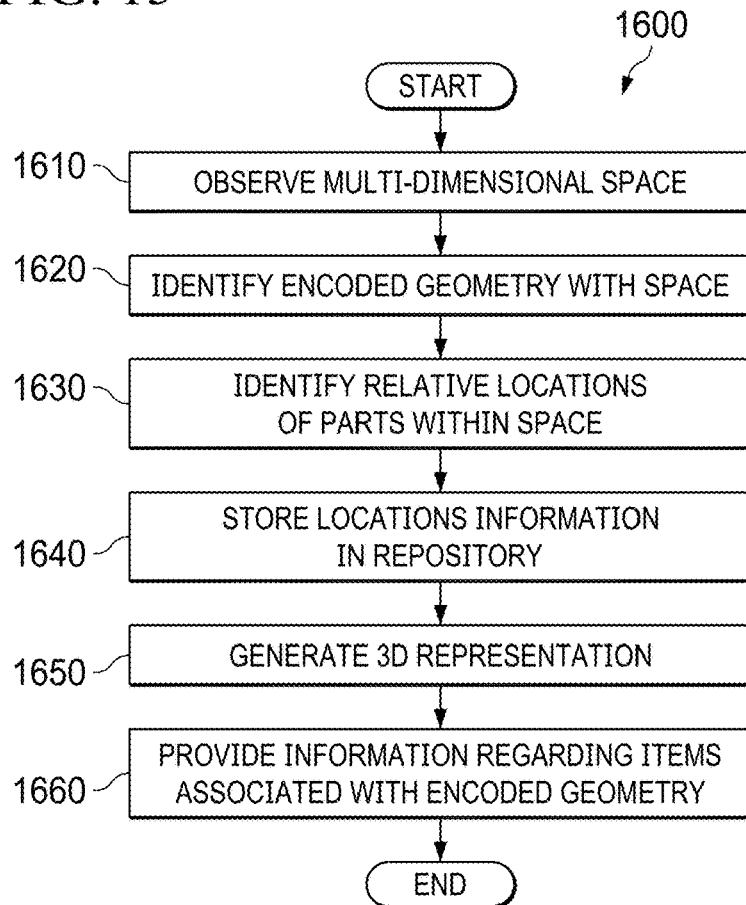 1600
START
1610
OBSERVE MULTI-DIMENSIONAL SPACE
1620
IDENTIFY ENCODED GEOMETRY WITH SPACE
1630
IDENTIFY RELATIVE LOCATIONS
OF PARTS WITHIN SPACE
1640
STORE LOCATIONS INFORMATION
IN REPOSITORY
1650
GENERATE 3D REPRESENTATION
1660
PROVIDE INFORMATION REGARDING ITEMS
ASSOCIATED WITH ENCODED GEOMETRY
END